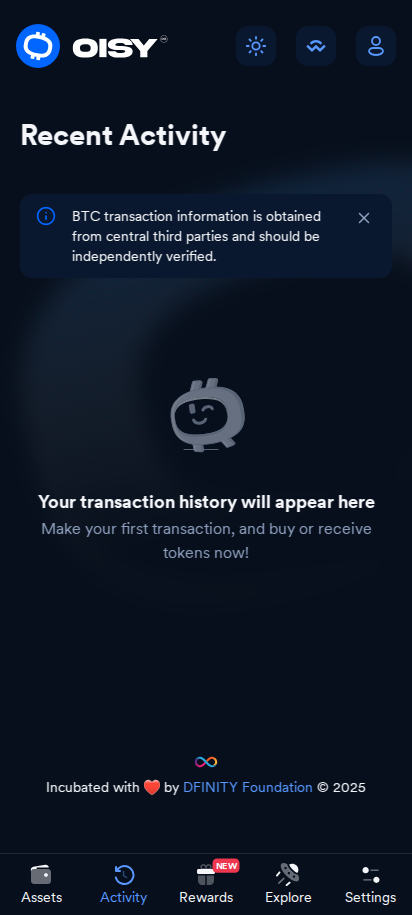 OISY
Recent Activity
BTC transaction information is obtained
from central third parties and should be
independently verified.
Your transaction history will appear here
Make your first transaction, and buy or receive
tokens now!
Incubated with ❤️ by DFINITY Foundation © 2025
NEW
Assets Activity Rewards Explore Settings